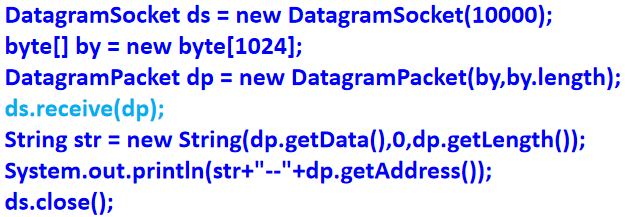 DatagramSocket ds = new DatagramSocket(10000);
byte[] by = new byte[1024];
DatagramPacket dp = new DatagramPacket(by,by.length);
ds.receive(dp);
String str = new String(dp.getData(),0,dp.getLength());
System.out.println(str+"--"+dp.getAddress());
ds.close();